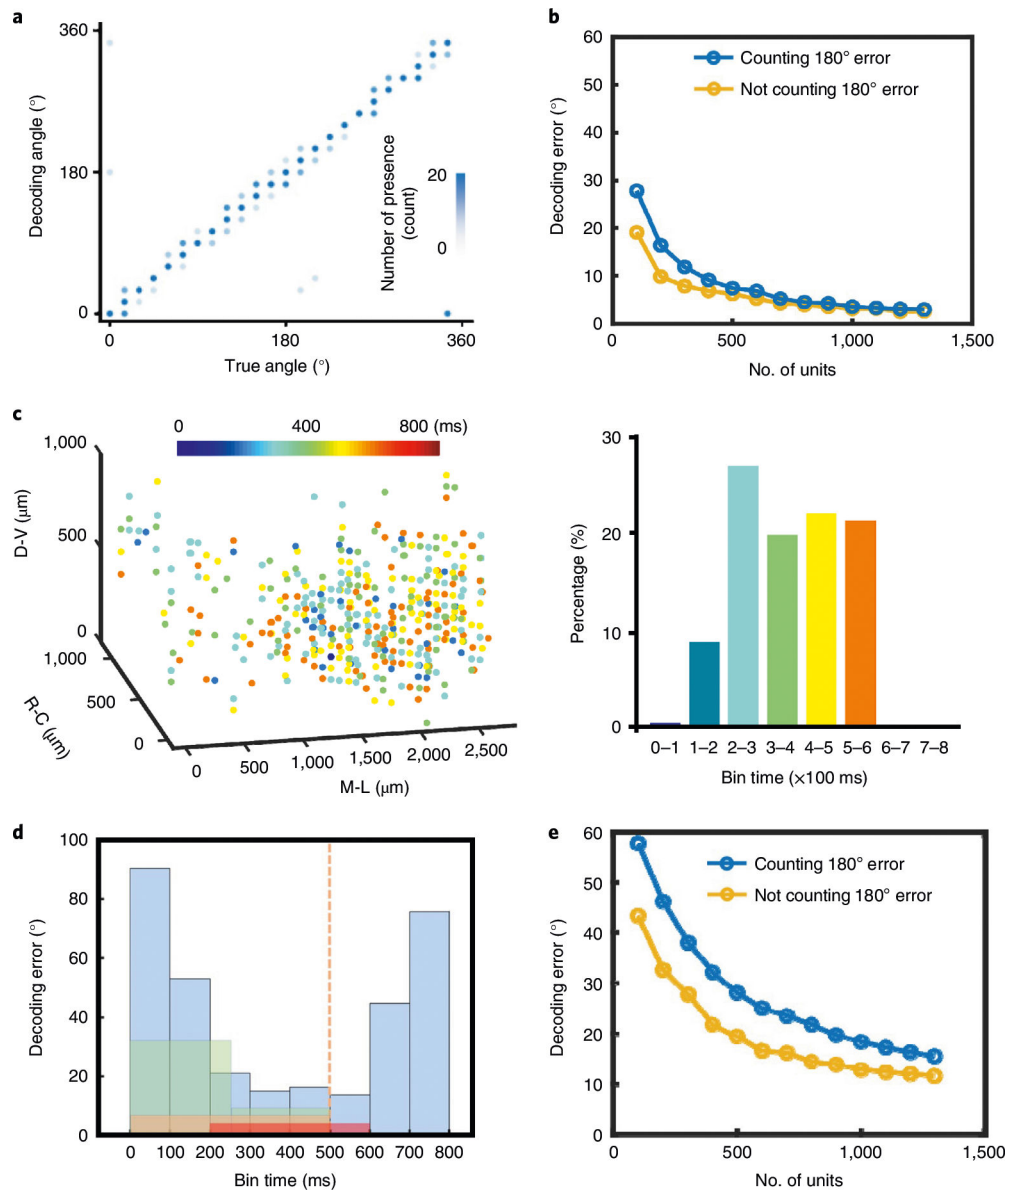 a
360
180
0
Decoding angle (°)
Number of presence
(count)
20
0
0
180
360
True angle (°)
b
60
50
40
30
20
10
0
Decoding error (°)
Counting 180° error
Not counting 180° error
0
500
1,000
1,500
No. of units
c
0
400
800 (ms)
1,000
500
0
D-V (μm)
1,000
500
0
R-C (μm)
0
500
1,000
1,500
2,000
2,500
M-L (μm)
30
20
10
0
Percentage (%)
0–1
1–2
2–3
3–4
4–5
5–6
6–7
7–8
Bin time (×100 ms)
d
100
80
60
40
20
0
Decoding error (°)
0
100
200
300
400
500
600
700
800
Bin time (ms)
e
60
50
40
30
20
10
0
Decoding error (°)
Counting 180° error
Not counting 180° error
0
500
1,000
1,500
No. of units